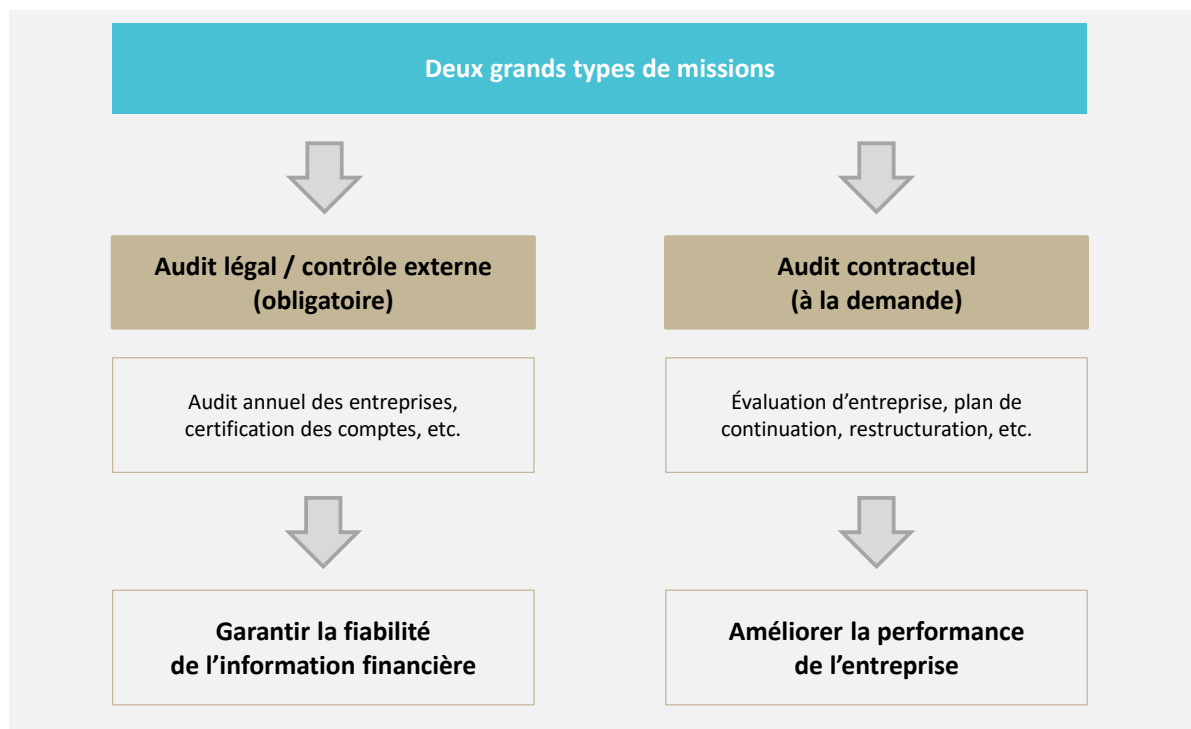 Deux grands types de missions
Audit légal / contrôle externe
(obligatoire)
Audit contractuel
(à la demande)
Audit annuel des entreprises,
certification des comptes, etc.
Évaluation d’entreprise, plan de
continuation, restructuration, etc.
Garantir la fiabilité
de l’information financière
Améliorer la performance
de l’entreprise